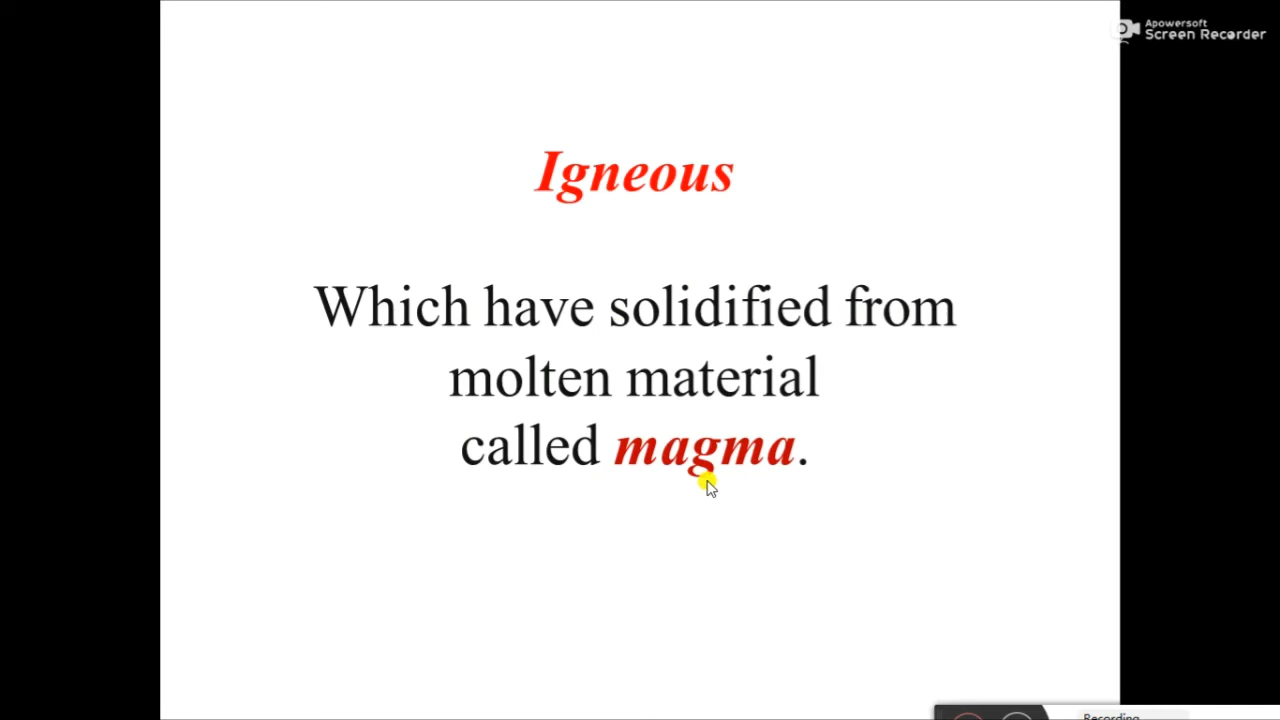 Apowersoft
Screen Recorder
Igneous
Which have solidified from
molten material
called magma.
Recording